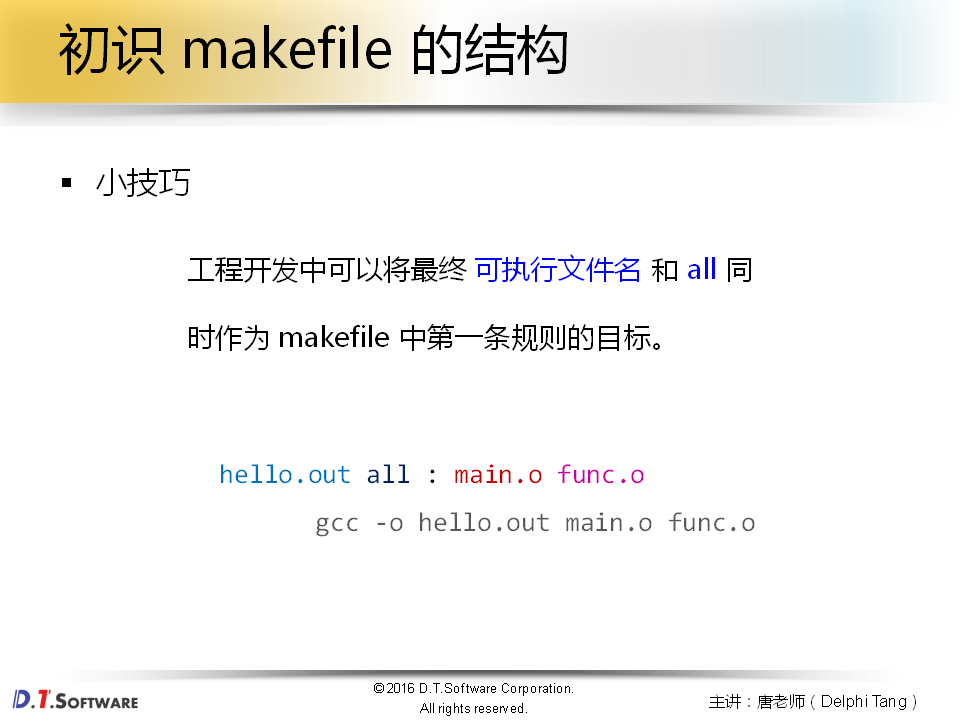 初识 makefile 的结构
▪ 小技巧
工程开发中可以将最终 可执行文件名 和 all 同
时作为 makefile 中第一条规则的目标。
hello.out all : main.o func.o
gcc -o hello.out main.o func.o
D.T.SOFTWARE
©2016 D.T.Software Corporation.
All rights reserved.
主讲：唐老师（Delphi Tang）